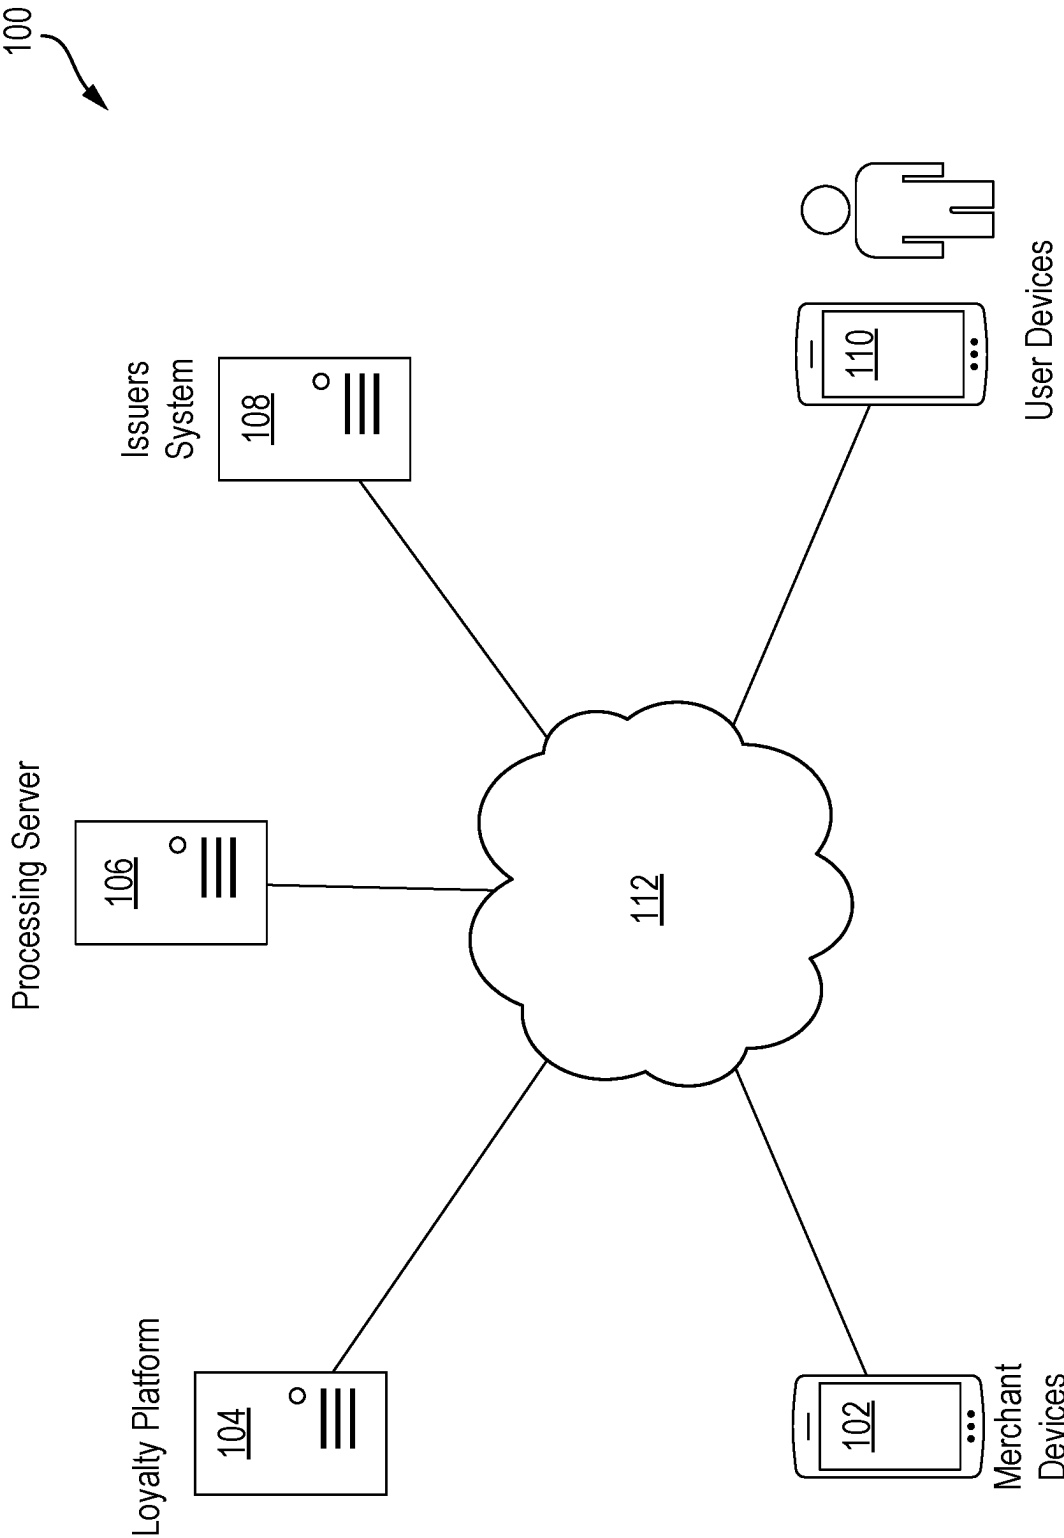 100
Processing Server
106
Loyalty Platform
104
Issuers
System
108
112
102
Merchant
Devices
110
User Devices